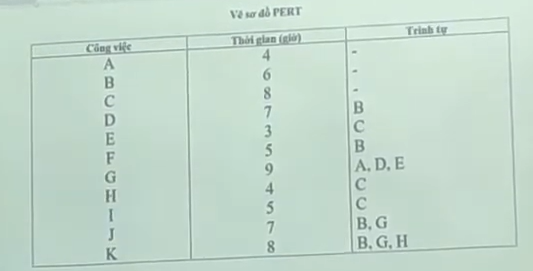 Vẽ sơ đồ PERT
Công việc Thời gian (giờ) Trình tự
A 4 -
B 6 -
C 8 -
D 7 B
E 3 C
F 5 B
G 9 A, D, E
H 4 C
I 5 C
J 7 B, G
K 8 B, G, H